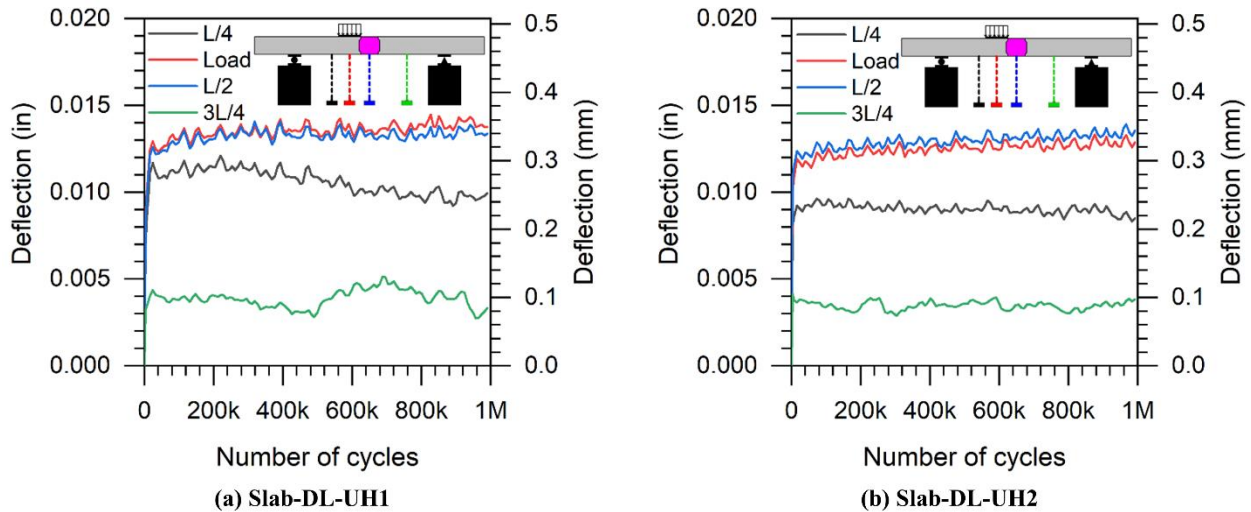 0.020
0.015
0.010
0.005
0.000
Deflection (in)
L/4
Load
L/2
3L/4
0.5
0.4
0.3
0.2
0.1
0.0
Deflection (mm)
0 200k 400k 600k 800k 1M
Number of cycles
(a) Slab-DL-UH1
0.020
0.015
0.010
0.005
0.000
Deflection (in)
L/4
Load
L/2
3L/4
0.5
0.4
0.3
0.2
0.1
0.0
Deflection (mm)
0 200k 400k 600k 800k 1M
Number of cycles
(b) Slab-DL-UH2